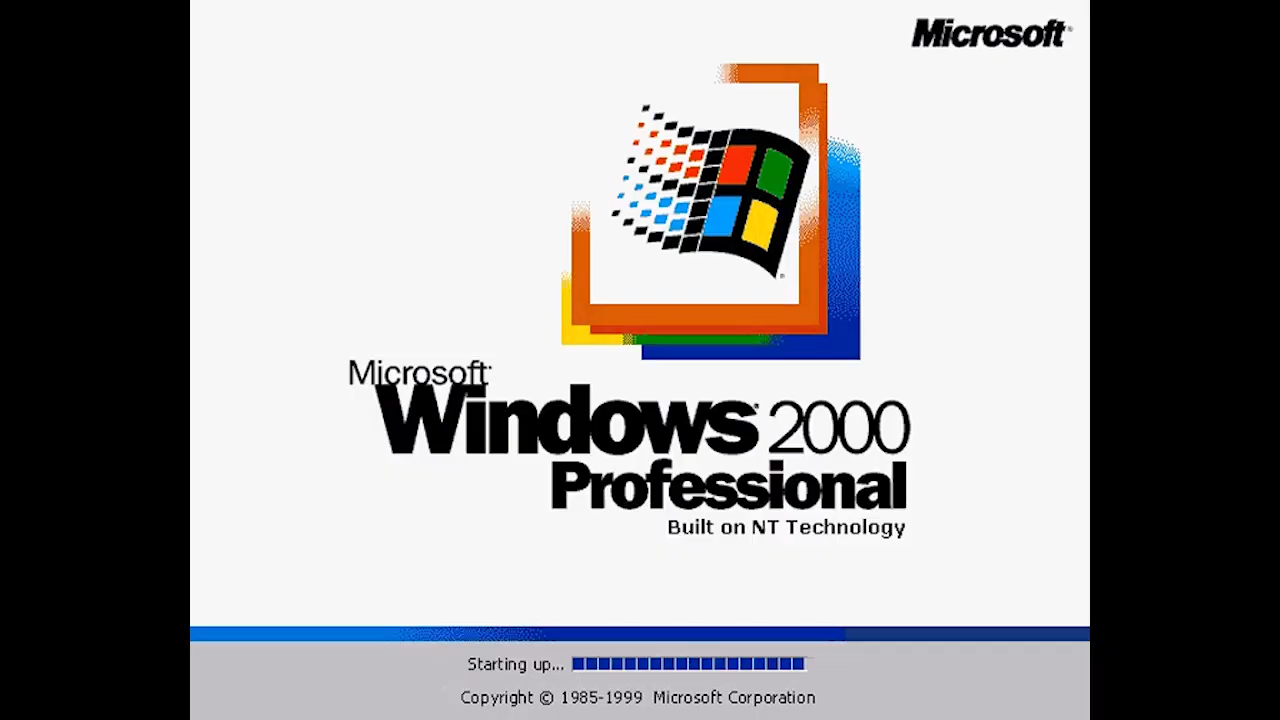 Microsoft®
Microsoft®
Windows® 2000
Professional
Built on NT Technology
Starting up...
Copyright © 1985-1999 Microsoft Corporation